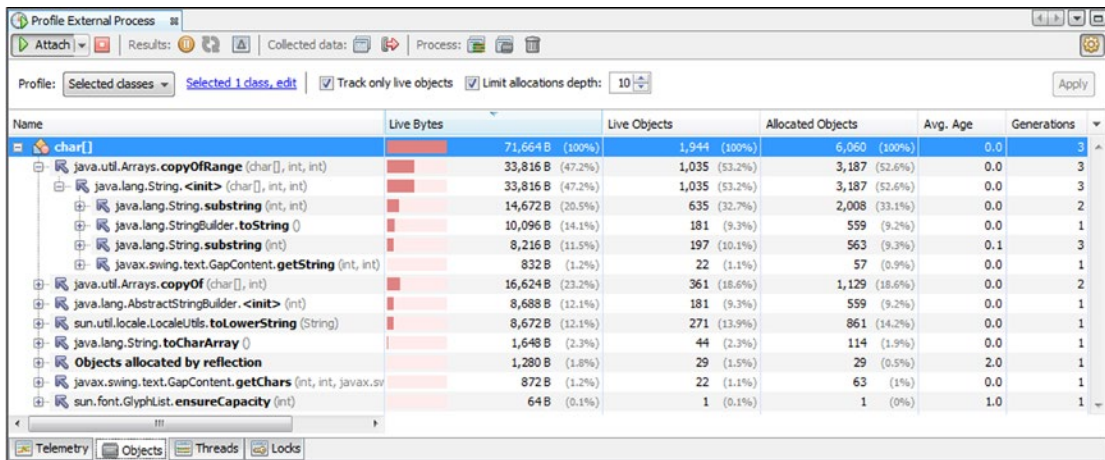 Profile External Process
Attach Results: Collected data: Process:
Profile: Selected classes Selected 1 class, edit Track only live objects Limit allocations depth: 10 Apply
Name Live Bytes Live Objects Allocated Objects Avg. Age Generations
char[] 71,664 B (100%) 1,944 (100%) 6,060 (100%) 0.0 3
java.util.Arrays.copyOfRange (char[], int, int) 33,816 B (47.2%) 1,035 (53.2%) 3,187 (52.6%) 0.0 3
java.lang.String.<init> (char[], int, int) 33,816 B (47.2%) 1,035 (53.2%) 3,187 (52.6%) 0.0 3
java.lang.String.substring (int, int) 14,672 B (20.5%) 635 (32.7%) 2,008 (33.1%) 0.0 2
java.lang.StringBuilder.toString () 10,096 B (14.1%) 181 (9.3%) 559 (9.2%) 0.0 1
java.lang.String.substring (int) 8,216 B (11.5%) 197 (10.1%) 563 (9.3%) 0.1 3
javax.swing.text.GapContent.getString (int, int) 832 B (1.2%) 22 (1.1%) 57 (0.9%) 0.0 1
java.util.Arrays.copyOf (char[], int) 16,624 B (23.2%) 361 (18.6%) 1,129 (18.6%) 0.0 2
java.lang.AbstractStringBuilder.<init> (int) 8,688 B (12.1%) 181 (9.3%) 559 (9.2%) 0.0 1
sun.util.locale.LocaleUtils.toLowerString (String) 8,672 B (12.1%) 271 (13.9%) 861 (14.2%) 0.0 1
java.lang.String.toCharArray () 1,648 B (2.3%) 44 (2.3%) 114 (1.9%) 0.0 1
Objects allocated by reflection 1,280 B (1.8%) 29 (1.5%) 29 (0.5%) 2.0 1
javax.swing.text.GapContent.getChars (int, int, javax.sw 872 B (1.2%) 22 (1.1%) 63 (1%) 0.0 1
sun.font.GlyphList.ensureCapacity (int) 64 B (0.1%) 1 (0.1%) 1 (0%) 1.0 1
Telemetry Objects Threads Locks